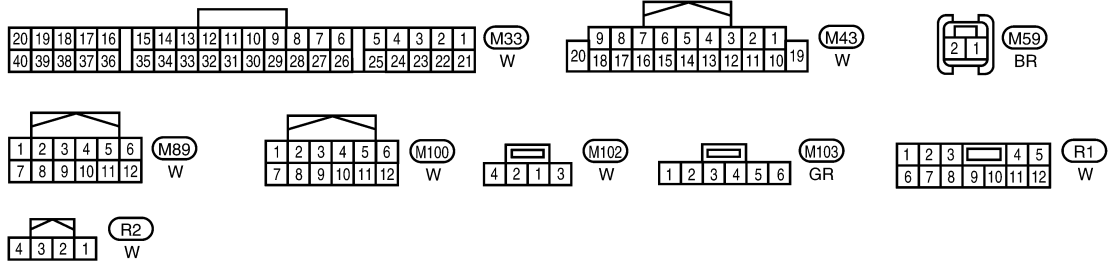 20 19 18 17 16 15 14 13 12 11 10 9 8 7 6 5 4 3 2 1 M33
40 39 38 37 36 35 34 33 32 31 30 29 28 27 26 25 24 23 22 21 W
9 8 7 6 5 4 3 2 1 M43
20 18 17 16 15 14 13 12 11 10 19 W
2 1 M59
BR
1 2 3 4 5 6 M89
7 8 9 10 11 12 W
1 2 3 4 5 6 M100
7 8 9 10 11 12 W
4 2 1 3 M102
W
1 2 3 4 5 6 M103
GR
1 2 3 4 5 R1
6 7 8 9 10 11 12 W
4 3 2 1 R2
W